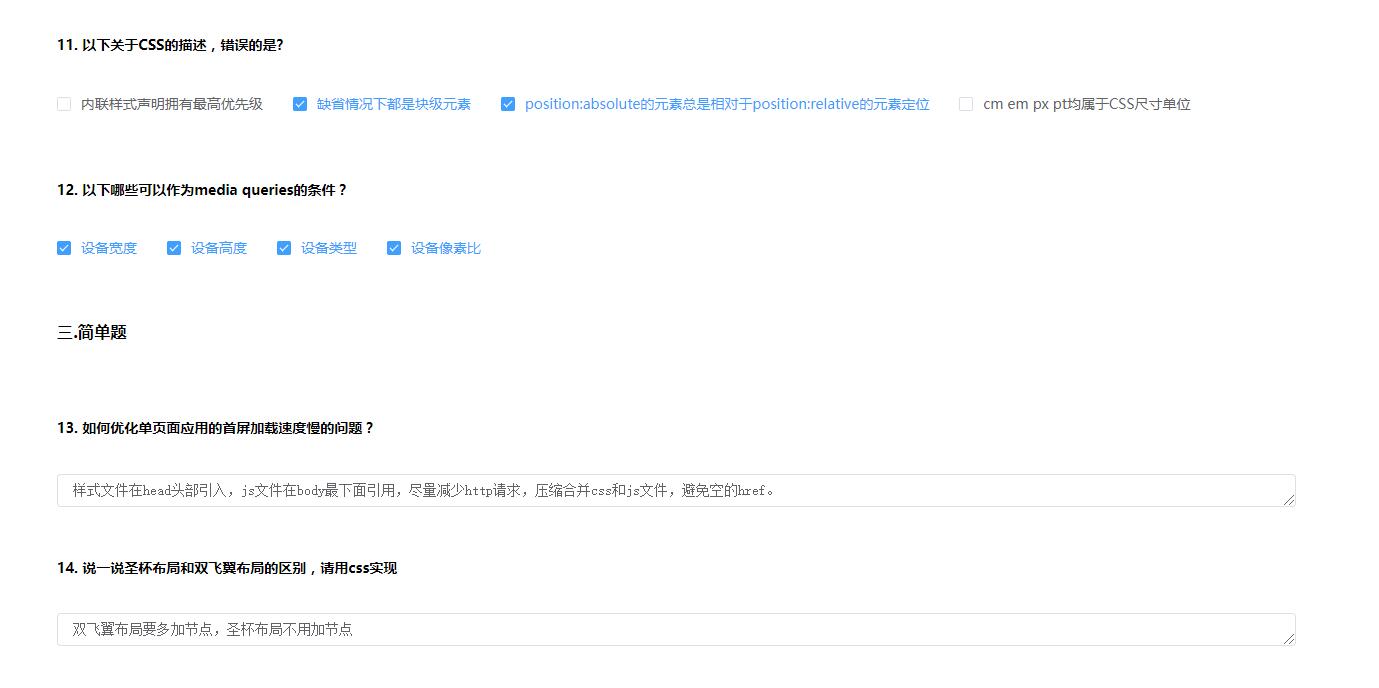 11. 以下关于CSS的描述，错误的是?
内联样式声明拥有最高优先级 缺省情况下都是块级元素 position:absolute的元素总是相对于position:relative的元素定位 cm em px pt均属于CSS尺寸单位
12. 以下哪些可以作为media queries的条件？
设备宽度 设备高度 设备类型 设备像素比
三.简单题
13. 如何优化单页面应用的首屏加载速度慢的问题？
样式文件在head头部引入，js文件在body最下面引用，尽量减少http请求，压缩合并css和js文件，避免空的href。
14. 说一说圣杯布局和双飞翼布局的区别，请用css实现
双飞翼布局要多加节点，圣杯布局不用加节点